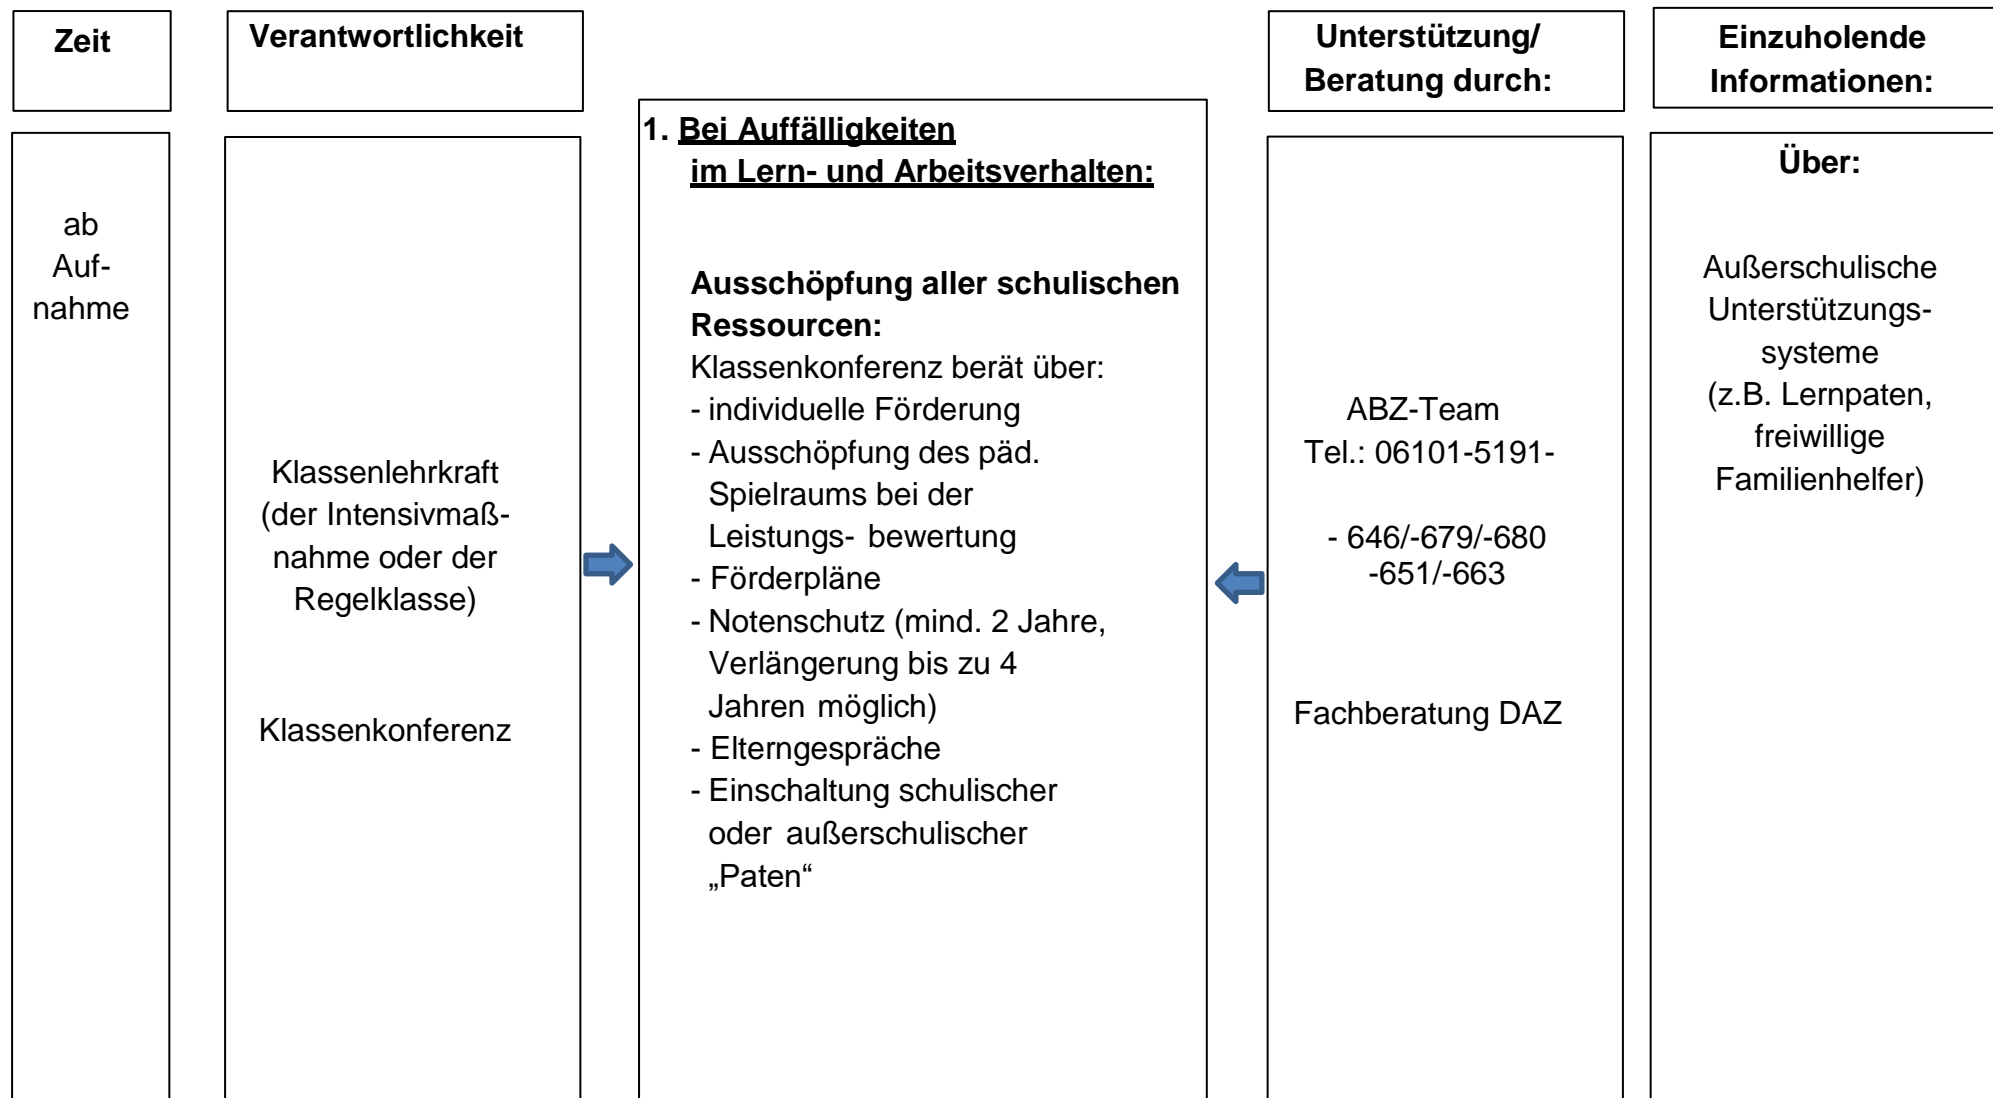 Zeit
Verantwortlichkeit
Unterstützung/
Beratung durch:
Einzuholende
Informationen:
ab
Auf-
nahme
Klassenlehrkraft
(der Intensivmaß-
nahme oder der
Regelklasse)
Klassenkonferenz
1. Bei Auffälligkeiten
im Lern- und Arbeitsverhalten:
Ausschöpfung aller schulischen
Ressourcen:
Klassenkonferenz berät über:
- individuelle Förderung
- Ausschöpfung des päd.
Spielraums bei der
Leistungs- bewertung
- Förderpläne
- Notenschutz (mind. 2 Jahre,
Verlängerung bis zu 4
Jahren möglich)
- Elterngespräche
- Einschaltung schulischer
oder außerschulischer
„Paten“
ABZ-Team
Tel.: 06101-5191-
- 646/-679/-680
-651/-663
Fachberatung DAZ
Über:
Außerschulische
Unterstützungs-
systeme
(z.B. Lernpaten,
freiwillige
Familienhelfer)